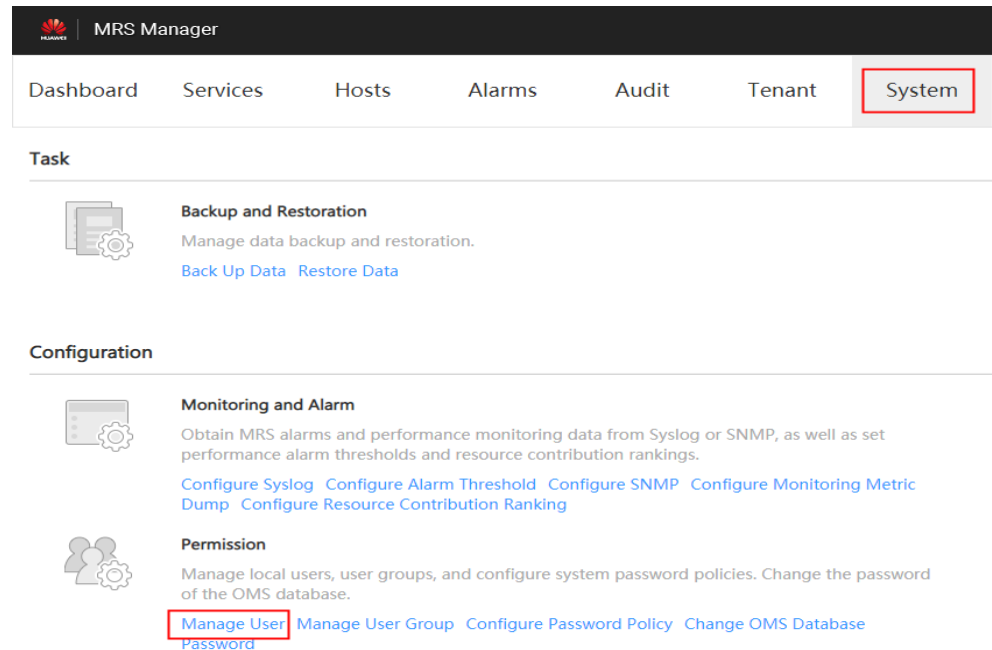 HUAWEI
MRS Manager
Dashboard Services Hosts Alarms Audit Tenant System
Task
Backup and Restoration
Manage data backup and restoration.
Back Up Data Restore Data
Configuration
Monitoring and Alarm
Obtain MRS alarms and performance monitoring data from Syslog or SNMP, as well as set
performance alarm thresholds and resource contribution rankings.
Configure Syslog Configure Alarm Threshold Configure SNMP Configure Monitoring Metric
Dump Configure Resource Contribution Ranking
Permission
Manage local users, user groups, and configure system password policies. Change the password
of the OMS database.
Manage User Manage User Group Configure Password Policy Change OMS Database
Password